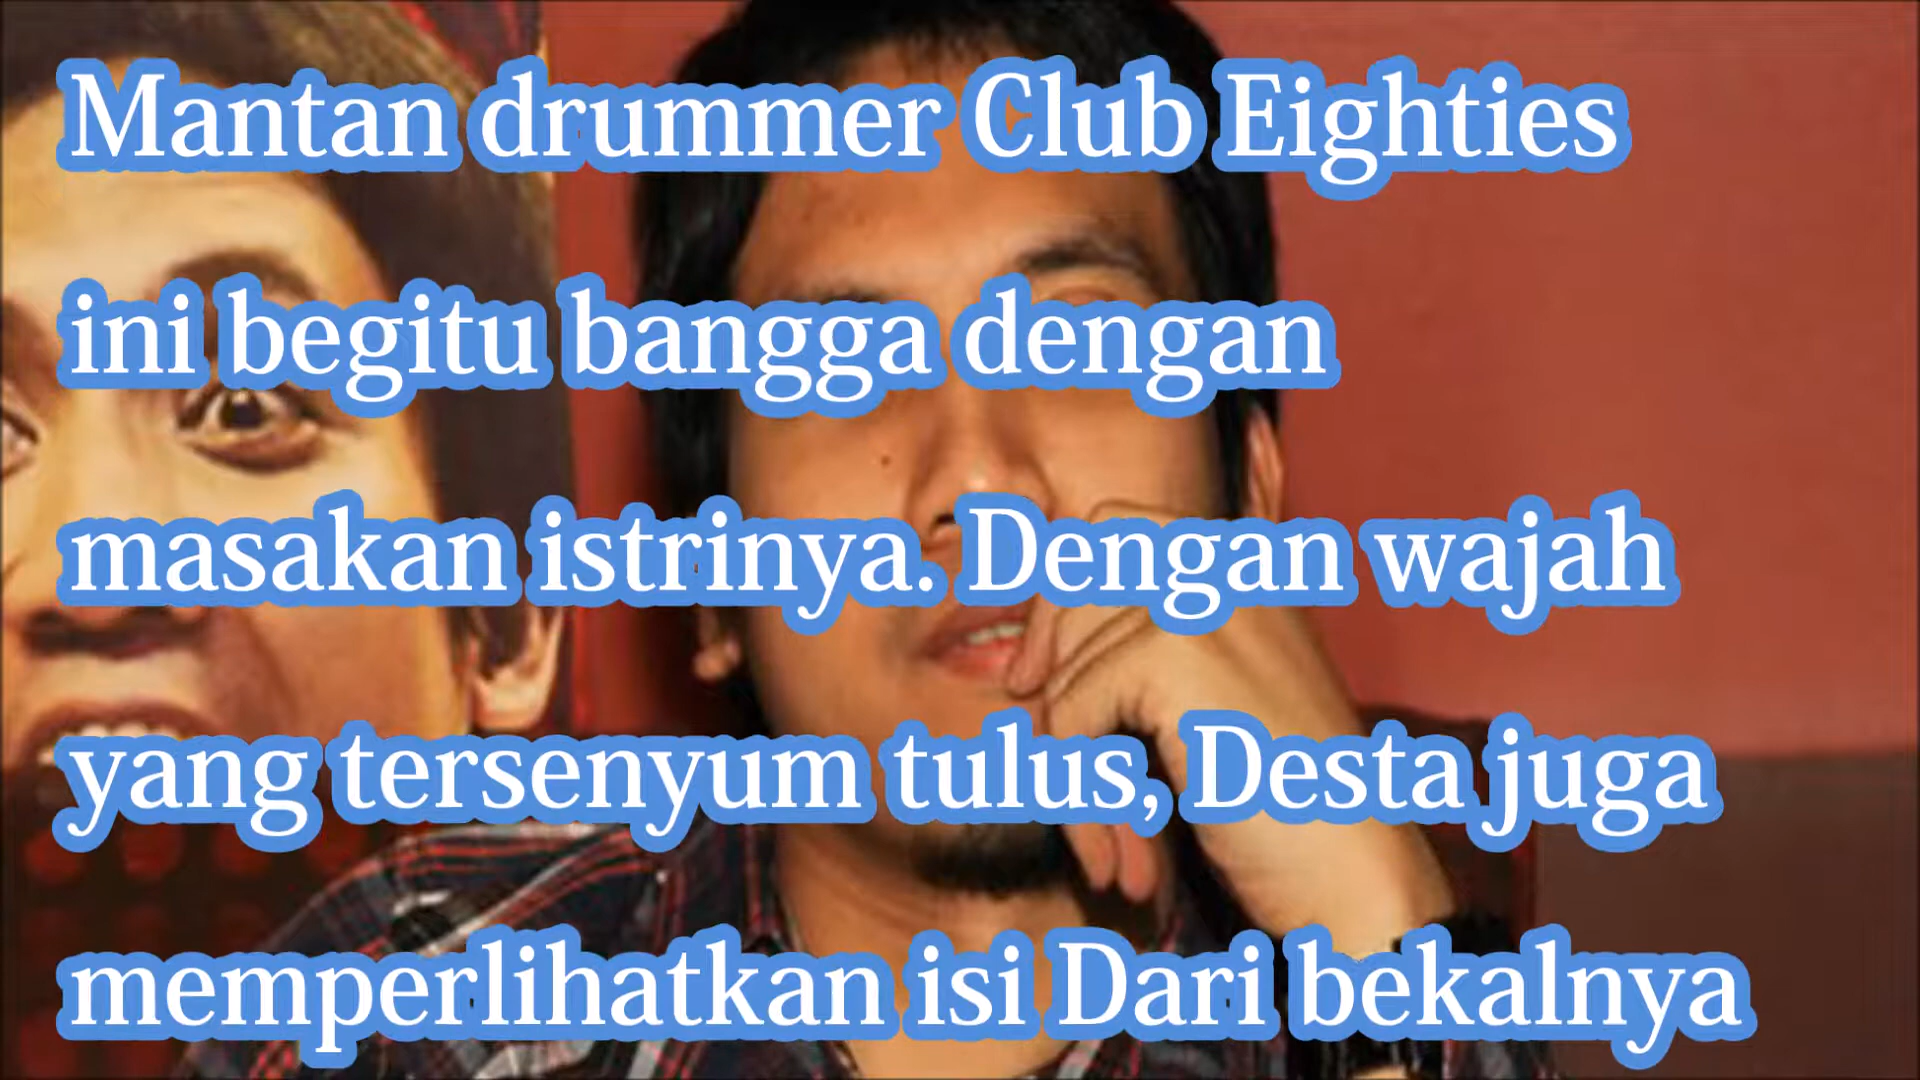 Mantan drummer Club Eighties
ini begitu bangga dengan
masakan istrinya. Dengan wajah
yang tersenyum tulus, Desta juga
memperlihatkan isi Dari bekalnya